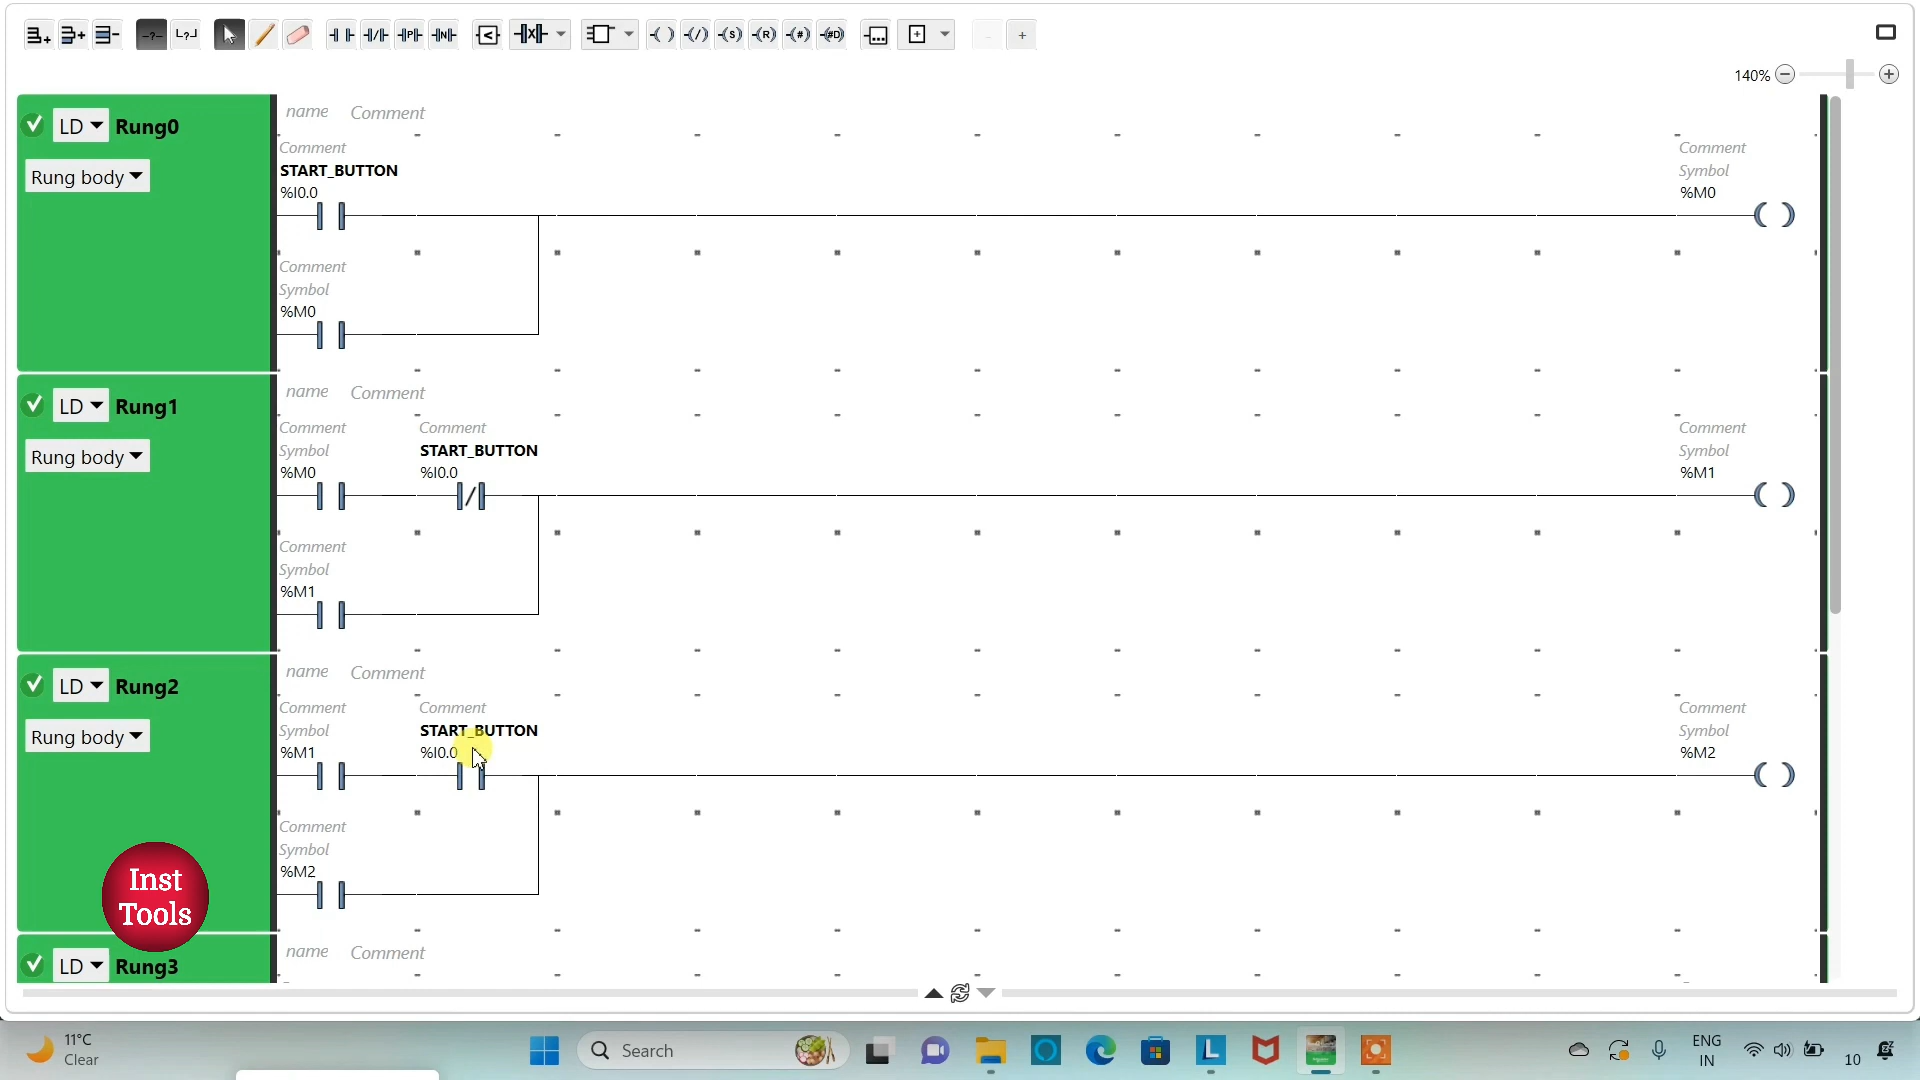 140%
LD Rung0
name Comment
Rung body
Comment
START_BUTTON
%I0.0
Comment
Symbol
%M0
Comment
Symbol
%M0
LD Rung1
name Comment
Rung body
Comment
Symbol
%M0
Comment
START_BUTTON
%I0.0
Comment
Symbol
%M1
Comment
Symbol
%M1
LD Rung2
name Comment
Rung body
Comment
Symbol
%M1
Comment
START_BUTTON
%I0.0
Comment
Symbol
%M2
Comment
Symbol
%M2
Inst
Tools
LD Rung3
name Comment
11°C
Clear
Search
ENG
IN
10